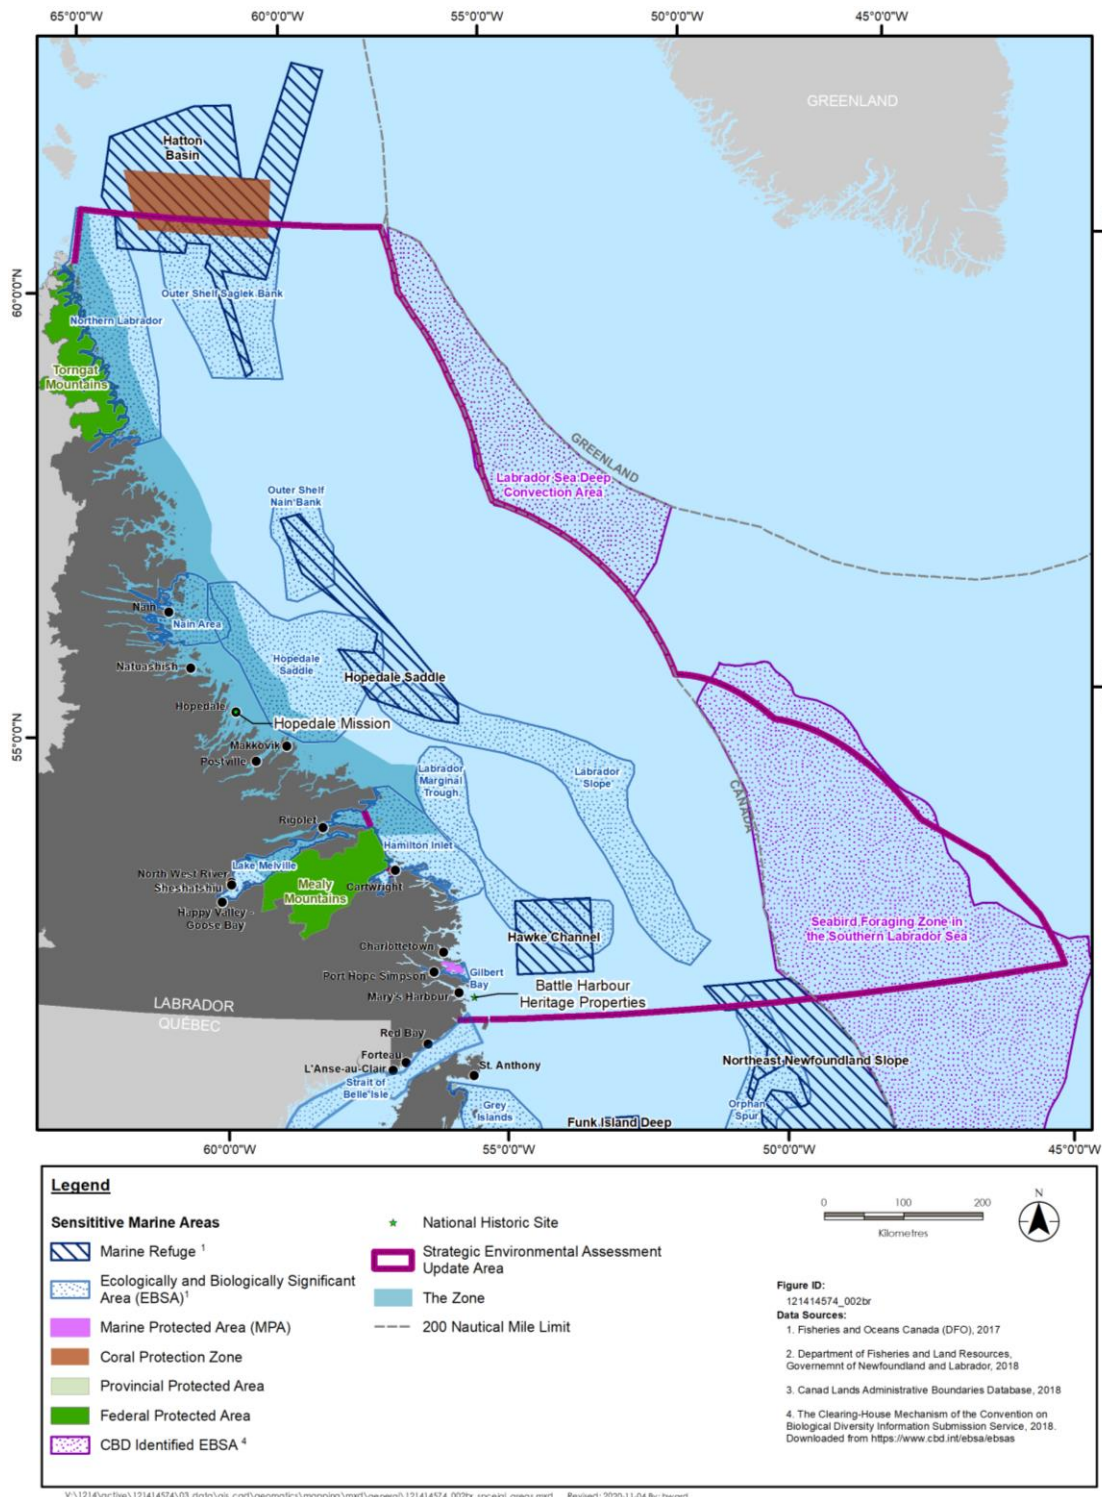 65°0'0"W
60°0'0"W
55°0'0"W
50°0'0"W
45°0'0"W
GREENLAND
Hatton
Basin
60°0'0"N
Outer Shelf Saglek Bank
Northern Labrador
Torngat
Mountains
GREENLAND
Labrador Sea Deep
Convection Area
Outer Shelf
Nain Bank
Nain
Nain Area
Natuashish
Hopedale
Saddle
Hopedale Saddle
Hopedale
Hopedale Mission
55°0'0"N
Makkovik
Postville
Labrador
Marginal
Trough
Labrador
Slope
CANADA
Rigolet
Hamilton Inlet
Lake Melville
North West River
Sheshatshiu
Mealy
Mountains
Cartwright
Happy Valley -
Goose Bay
Seabird Foraging Zone in
the Southern Labrador Sea
Hawke Channel
Charlottetown
Port Hope Simpson
Gilbert
Bay
Mary's Harbour
Battle Harbour
Heritage Properties
LABRADOR
QUÉBEC
Red Bay
Forteau
L'Anse-au-Clair
St. Anthony
Northeast Newfoundland Slope
Strait of
Belle Isle
Grey
Islands
Funk Island Deep
Orphan
Spur
60°0'0"W
55°0'0"W
50°0'0"W
45°0'0"W
Legend
Sensititive Marine Areas
Marine Refuge 1
Ecologically and Biologically Significant
Area (EBSA)1
Marine Protected Area (MPA)
Coral Protection Zone
Provincial Protected Area
Federal Protected Area
CBD Identified EBSA 4
National Historic Site
Strategic Environmental Assessment
Update Area
The Zone
200 Nautical Mile Limit
0 100 200
Kilometres
N
Figure ID:
121414574_002br
Data Sources:
1. Fisheries and Oceans Canada (DFO), 2017
2. Department of Fisheries and Land Resources,
Governemnt of Newfoundland and Labrador, 2018
3. Canad Lands Administrative Boundaries Database, 2018
4. The Clearing-House Mechanism of the Convention on
Biological Diversity Information Submission Service, 2018.
Downloaded from https://www.cbd.int/ebsa/ebsas
Revised: 2020-11-04 By: